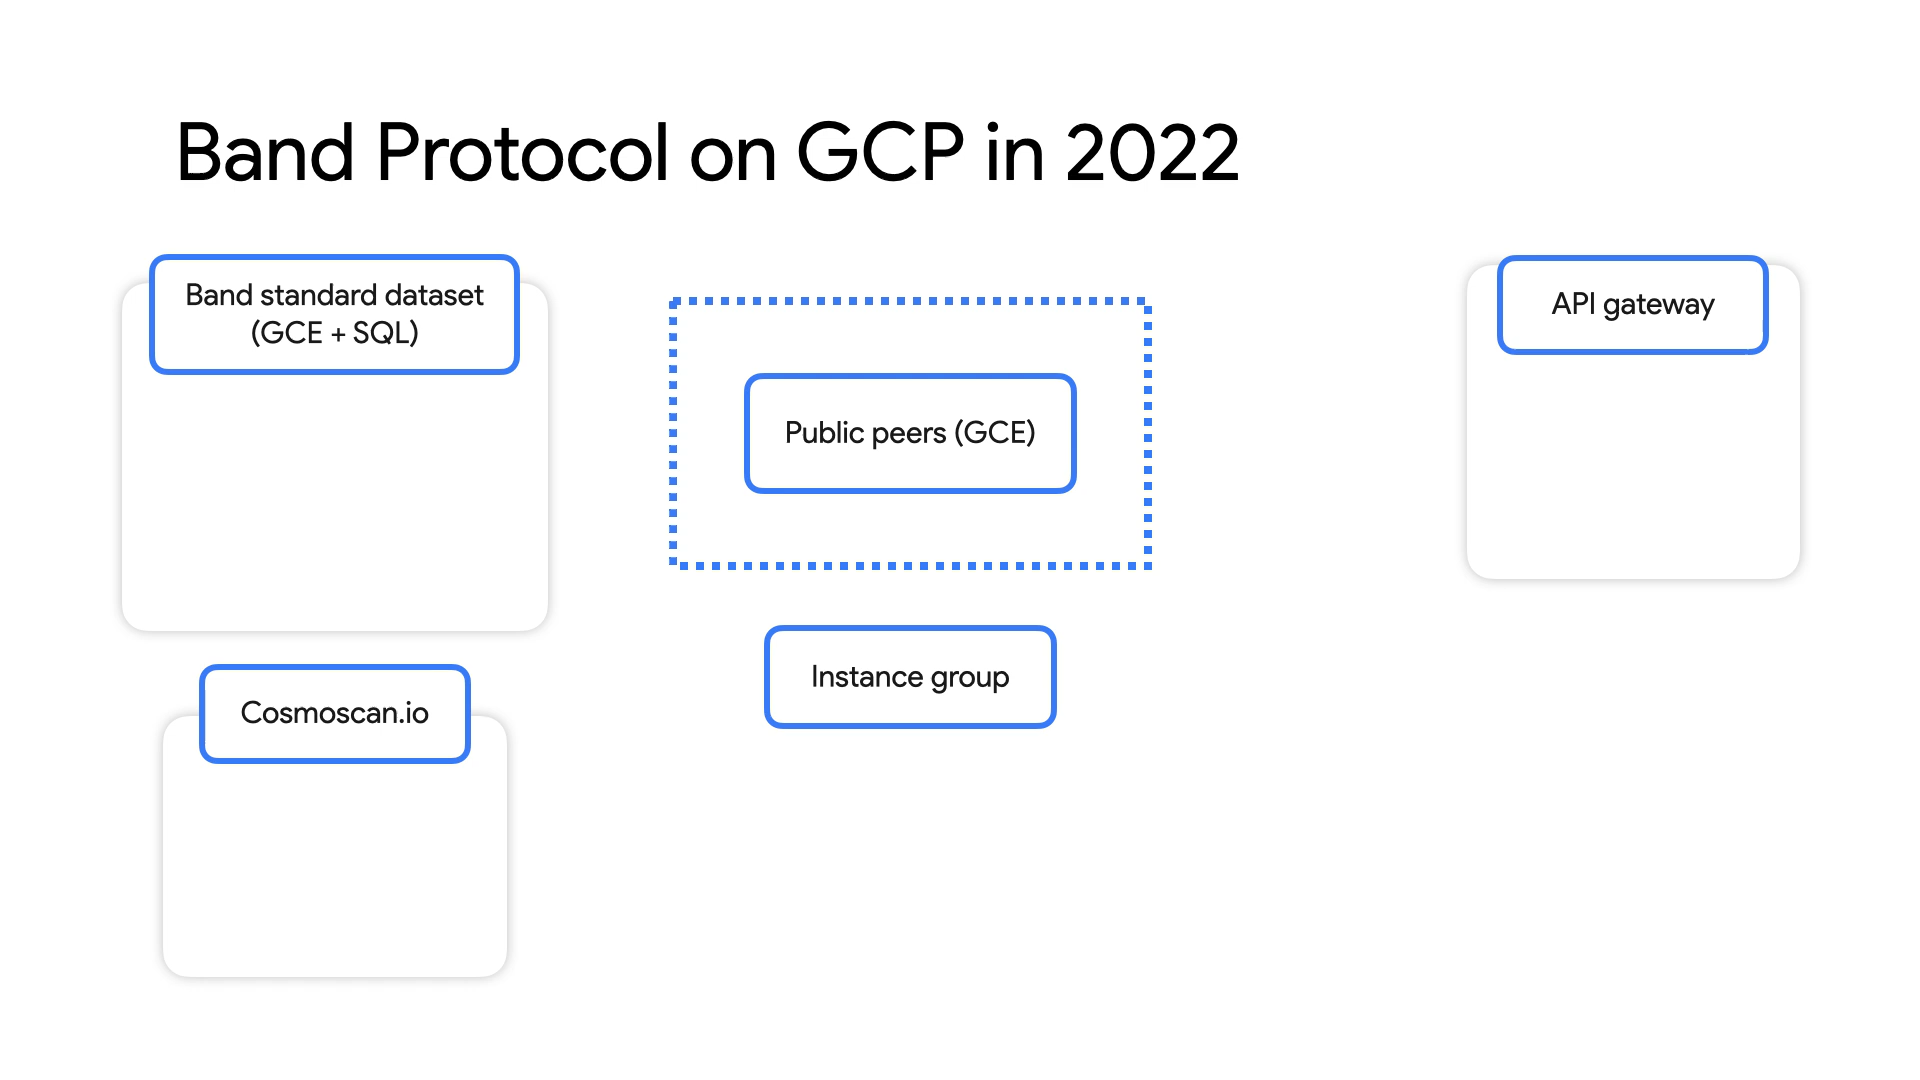 Band Protocol on GCP in 2022
Band standard dataset
(GCE + SQL)
Public peers (GCE)
API gateway
Instance group
Cosmoscan.io